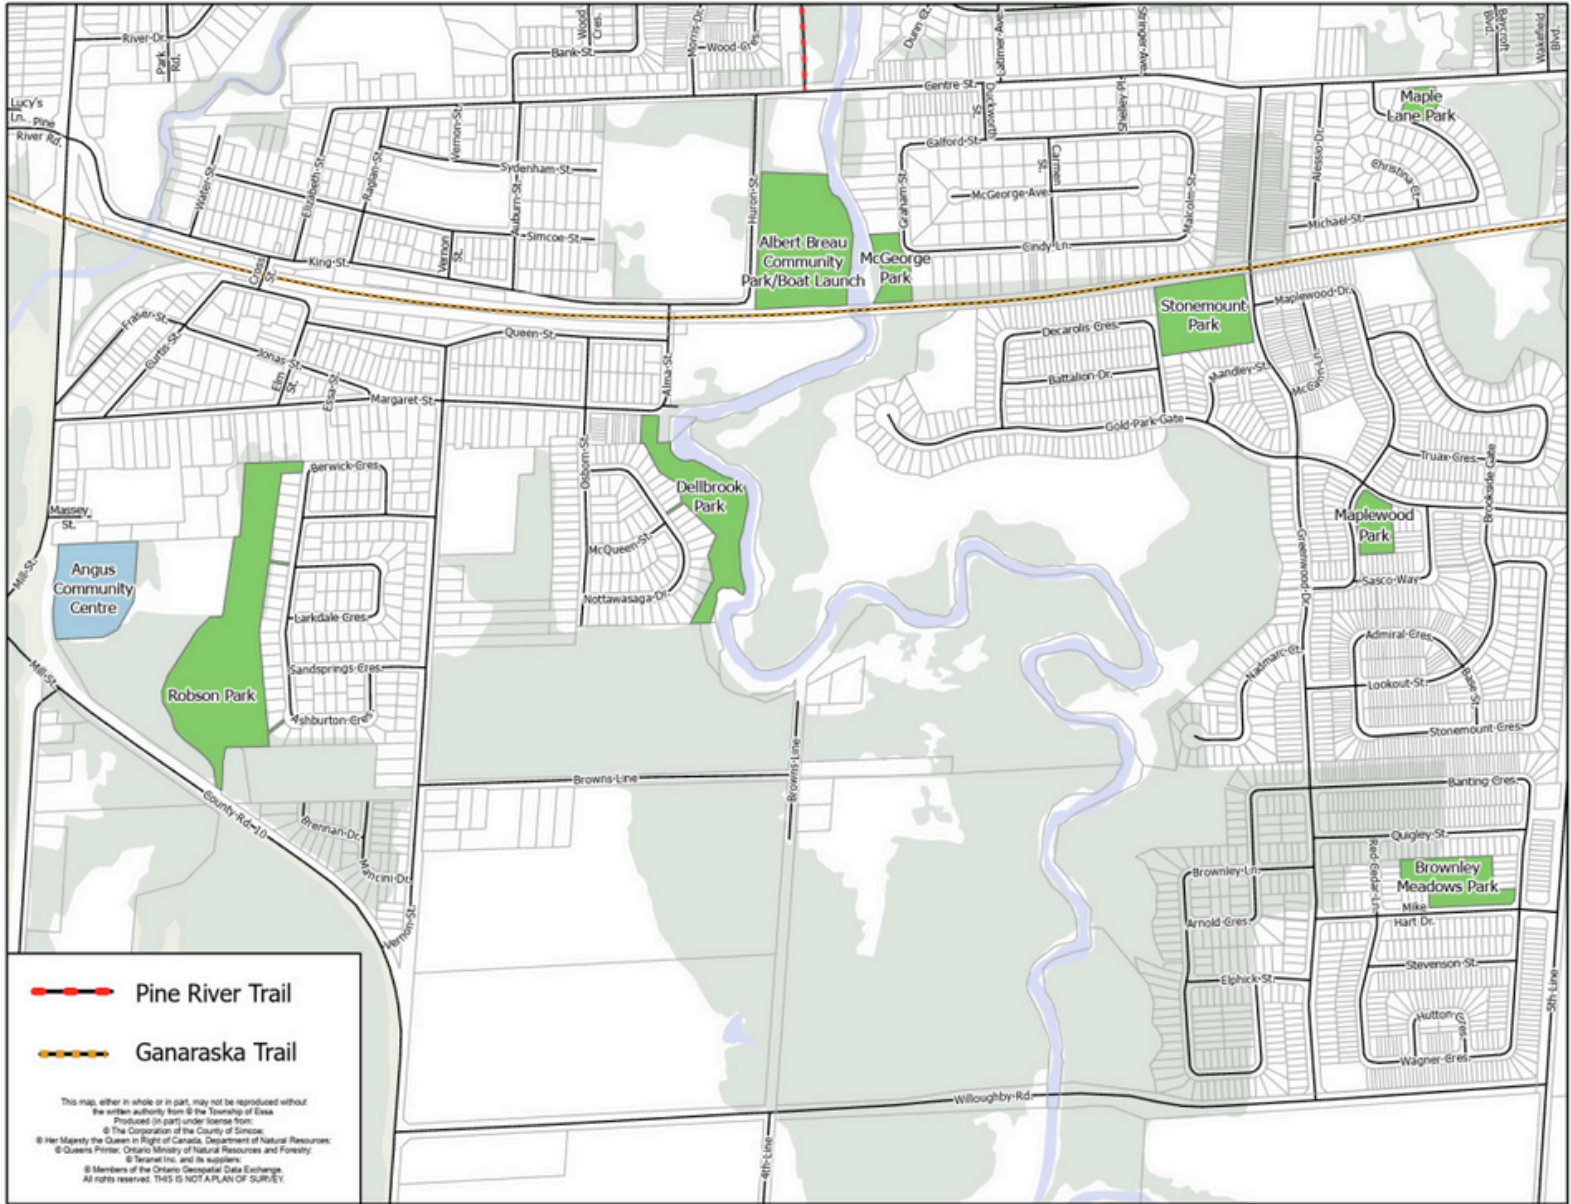 River Dr.
Park
Rd.
Wood
Cres.
Bank St.
Morris Dr.
Wood Cres.
Dunn Ct.
Latimer Ave.
Stringer Ave.
Bancroft
Blvd.
Wakefield
Blvd.
Lucy's
Ln.
Pine
River Rd.
Centre St.
Duckworth
St.
Shelley Pl.
Maple
Lane Park
Water St.
Elizabeth St.
Raglan St.
Vernon St.
Sydenham St.
Auburn St.
Simcoe St.
Vernon
St.
King St.
Cross
St.
Huron St.
Albert Breau
Community
Park/Boat Launch
McGeorge
Park
Graham St.
Calford St.
Carmen
St.
McGeorge Ave.
Malcolm St.
Cindy Ln.
Alessio Dr.
Christina Ct.
Michael St.
Fraser St.
Curtis St.
Jonas St.
Elm
St.
Essa St.
Queen St.
Margaret St.
Alma St.
Decarolis Cres.
Battalion Dr.
Mandley St.
Stonemount
Park
Maplewood Dr.
McCann Ln.
Gold Park Gate
Truax Cres.
Brookside Gate
Berwick Cres.
Osborn St.
Dellbrook
Park
McQueen St.
Nottawasaga Dr.
Massey
St.
Mill St.
Angus
Community
Centre
Larkdale Cres.
Sandsprings Cres.
Ashburton Cres.
Robson Park
Mill St.
Maplewood
Park
Greenwood Dr.
Sasco Way
Admiral Cres.
Nadmarc Ct.
Lookout St.
Base St.
Stonemount Cres.
Browns Line
Browns Line
County Rd. 10
Brennan Dr.
Mancini Dr.
Vernon St.
Banting Cres.
Quigley St.
Red Cedar Ln.
Brownley
Meadows Park
Brownley Ln.
Mike
Hart Dr.
Arnold Cres.
Stevenson St.
Elphick St.
Hutton Cres.
Wagner Cres.
5th Line
Willoughby Rd.
4th Line
Pine River Trail
Ganaraska Trail
This map, either in whole or in part, may not be reproduced without
the written authority from © the Township of Essa.
Produced (in part) under license from:
© The Corporation of the County of Simcoe;
© Her Majesty the Queen in Right of Canada, Department of Natural Resources:
© Queens Printer, Ontario Ministry of Natural Resources and Forestry:
© Teranet Inc. and its suppliers:
© Members of the Ontario Geospatial Data Exchange.
All rights reserved. THIS IS NOT A PLAN OF SURVEY.